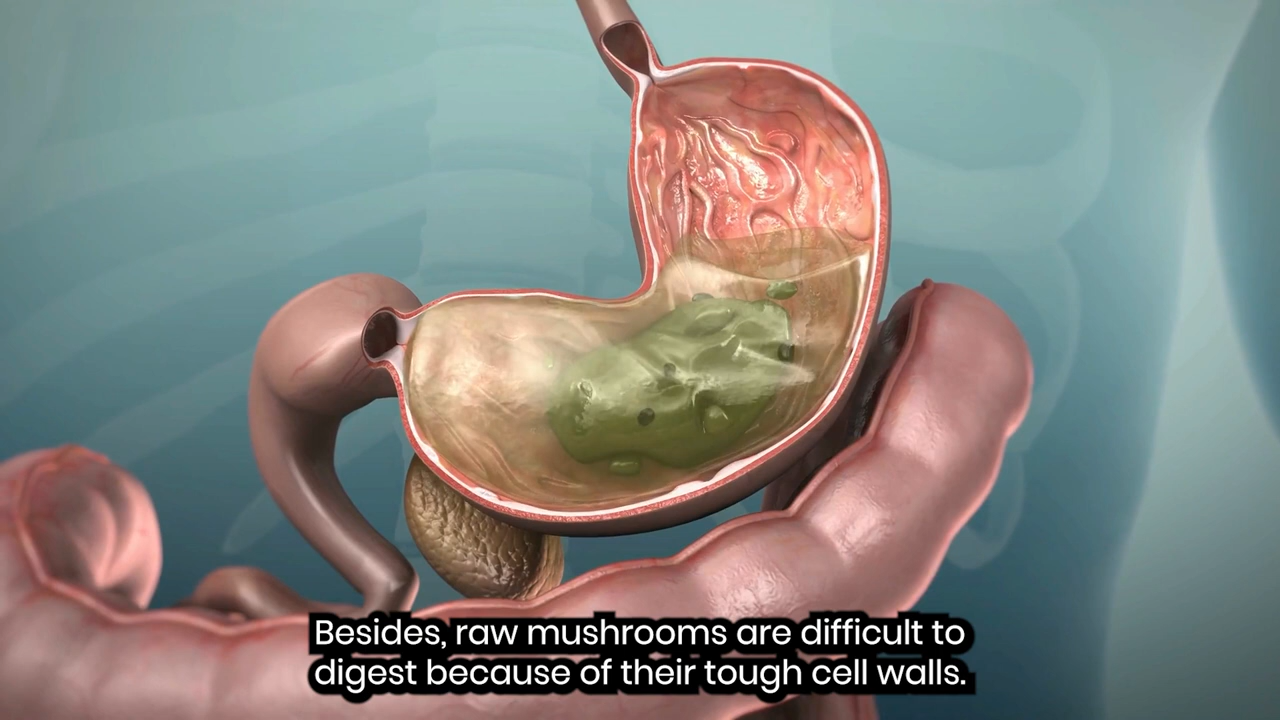 Besides, raw mushrooms are difficult to
digest because of their tough cell walls.